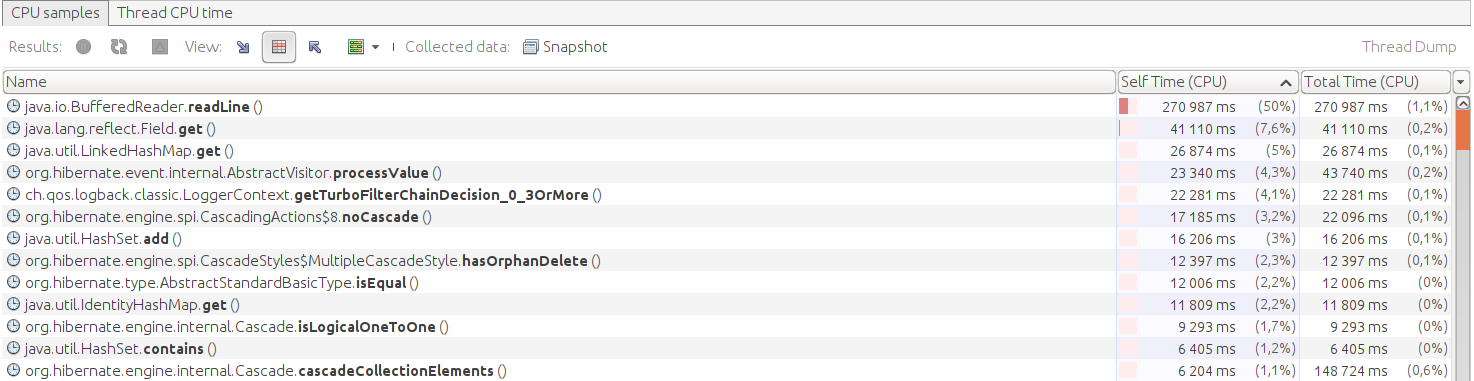 CPU samples Thread CPU time
Results: View: Collected data: Snapshot Thread Dump
Name Self Time (CPU) Total Time (CPU)
java.io.BufferedReader.readLine () 270 987 ms (50%) 270 987 ms (1,1%)
java.lang.reflect.Field.get () 41 110 ms (7,6%) 41 110 ms (0,2%)
java.util.LinkedHashMap.get () 26 874 ms (5%) 26 874 ms (0,1%)
org.hibernate.event.internal.AbstractVisitor.processValue () 23 340 ms (4,3%) 43 740 ms (0,2%)
ch.qos.logback.classic.LoggerContext.getTurboFilterChainDecision_0_3OrMore () 22 281 ms (4,1%) 22 281 ms (0,1%)
org.hibernate.engine.spi.CascadingActions$8.noCascade () 17 185 ms (3,2%) 22 096 ms (0,1%)
java.util.HashSet.add () 16 206 ms (3%) 16 206 ms (0,1%)
org.hibernate.engine.spi.CascadeStyles$MultipleCascadeStyle.hasOrphanDelete () 12 397 ms (2,3%) 12 397 ms (0,1%)
org.hibernate.type.AbstractStandardBasicType.isEqual () 12 006 ms (2,2%) 12 006 ms (0%)
java.util.IdentityHashMap.get () 11 809 ms (2,2%) 11 809 ms (0%)
org.hibernate.engine.internal.Cascade.isLogicalOneToOne () 9 293 ms (1,7%) 9 293 ms (0%)
java.util.HashSet.contains () 6 405 ms (1,2%) 6 405 ms (0%)
org.hibernate.engine.internal.Cascade.cascadeCollectionElements () 6 204 ms (1,1%) 148 724 ms (0,6%)